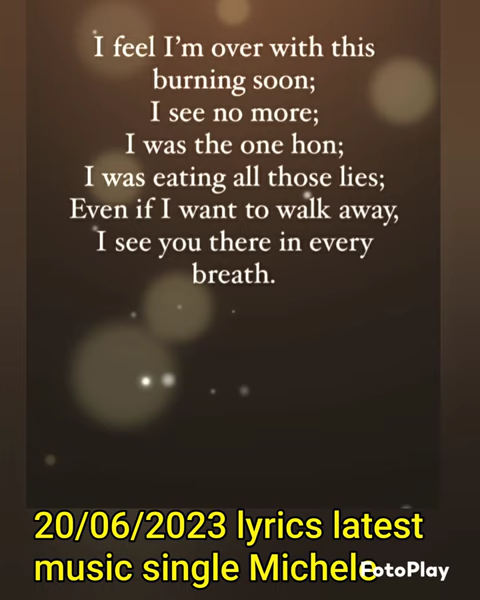 I feel I’m over with this
burning soon;
I see no more;
I was the one hon;
I was eating all those lies;
Even if I want to walk away,
I see you there in every
breath.
20/06/2023 lyrics latest
music single Michele
FotoPlay